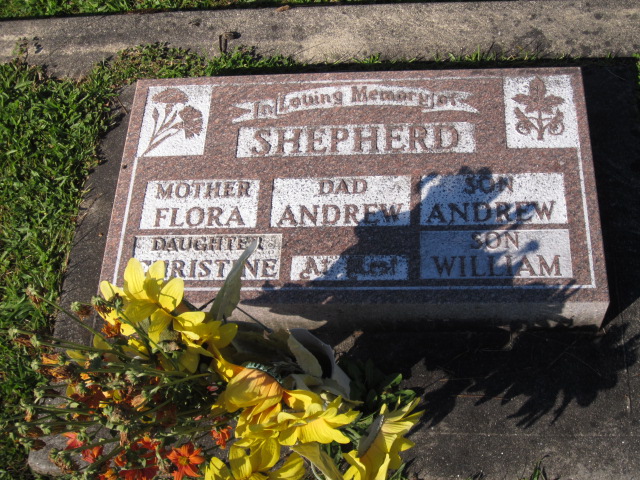 In Loving Memory of
SHEPHERD
MOTHER
FLORA
DAD
ANDREW
SON
ANDREW
DAUGHTER
CHRISTINE
AT REST
SON
WILLIAM